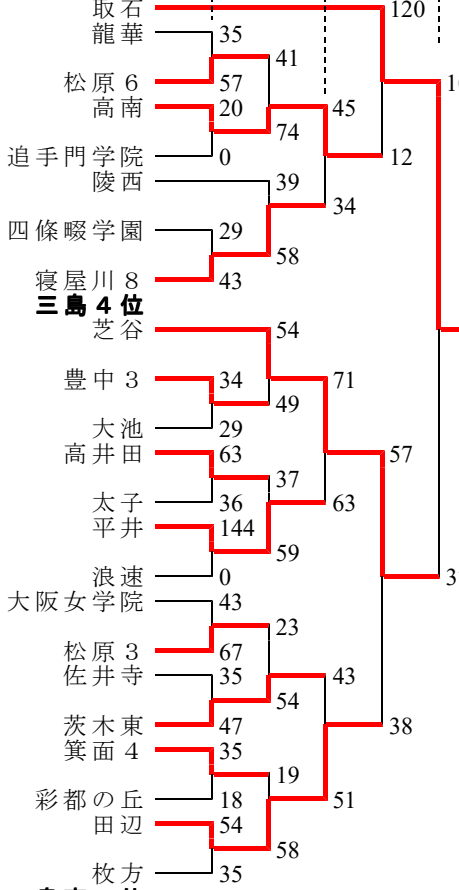 取石 120
龍華 35
41
松原６ 57 1
高南 20 45
74
追手門学院 0 12
陵西 39
34
四條畷学園 29
58
寝屋川８ 43
三島４位
芝谷 54
豊中３ 34 71
49
大池 29
高井田 63 57
37
太子 36 63
平井 144
59
浪速 0 3
大阪女学院 43
23
松原３ 67
佐井寺 35 43
54
茨木東 47 38
箕面４ 35
19
彩都の丘 18 51
田辺 54
58
枚方 35